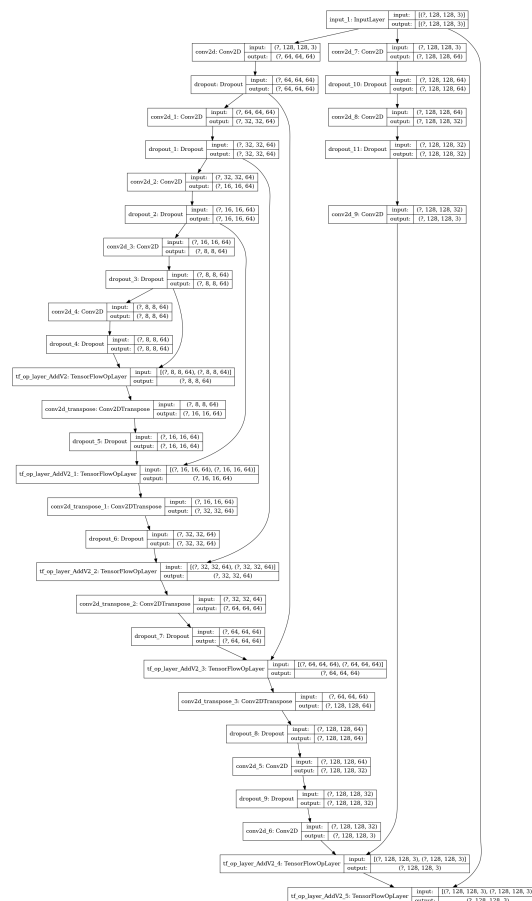 input_1: InputLayer input: [(?, 128, 128, 3)]
output: [(?, 128, 128, 3)]
conv2d: Conv2D input: (?, 128, 128, 3)
output: (?, 64, 64, 64)
conv2d_7: Conv2D input: (?, 128, 128, 3)
output: (?, 128, 128, 64)
dropout: Dropout input: (?, 64, 64, 64)
output: (?, 64, 64, 64)
dropout_10: Dropout input: (?, 128, 128, 64)
output: (?, 128, 128, 64)
conv2d_1: Conv2D input: (?, 64, 64, 64)
output: (?, 32, 32, 64)
conv2d_8: Conv2D input: (?, 128, 128, 64)
output: (?, 128, 128, 32)
dropout_1: Dropout input: (?, 32, 32, 64)
output: (?, 32, 32, 64)
dropout_11: Dropout input: (?, 128, 128, 32)
output: (?, 128, 128, 32)
conv2d_2: Conv2D input: (?, 32, 32, 64)
output: (?, 16, 16, 64)
dropout_2: Dropout input: (?, 16, 16, 64)
output: (?, 16, 16, 64)
conv2d_9: Conv2D input: (?, 128, 128, 32)
output: (?, 128, 128, 3)
conv2d_3: Conv2D input: (?, 16, 16, 64)
output: (?, 8, 8, 64)
dropout_3: Dropout input: (?, 8, 8, 64)
output: (?, 8, 8, 64)
conv2d_4: Conv2D input: (?, 8, 8, 64)
output: (?, 8, 8, 64)
dropout_4: Dropout input: (?, 8, 8, 64)
output: (?, 8, 8, 64)
tf_op_layer_AddV2: TensorFlowOpLayer input: [(?, 8, 8, 64), (?, 8, 8, 64)]
output: (?, 8, 8, 64)
conv2d_transpose: Conv2DTranspose input: (?, 8, 8, 64)
output: (?, 16, 16, 64)
dropout_5: Dropout input: (?, 16, 16, 64)
output: (?, 16, 16, 64)
tf_op_layer_AddV2_1: TensorFlowOpLayer input: [(?, 16, 16, 64), (?, 16, 16, 64)]
output: (?, 16, 16, 64)
conv2d_transpose_1: Conv2DTranspose input: (?, 16, 16, 64)
output: (?, 32, 32, 64)
dropout_6: Dropout input: (?, 32, 32, 64)
output: (?, 32, 32, 64)
tf_op_layer_AddV2_2: TensorFlowOpLayer input: [(?, 32, 32, 64), (?, 32, 32, 64)]
output: (?, 32, 32, 64)
conv2d_transpose_2: Conv2DTranspose input: (?, 32, 32, 64)
output: (?, 64, 64, 64)
dropout_7: Dropout input: (?, 64, 64, 64)
output: (?, 64, 64, 64)
tf_op_layer_AddV2_3: TensorFlowOpLayer input: [(?, 64, 64, 64), (?, 64, 64, 64)]
output: (?, 64, 64, 64)
conv2d_transpose_3: Conv2DTranspose input: (?, 64, 64, 64)
output: (?, 128, 128, 64)
dropout_8: Dropout input: (?, 128, 128, 64)
output: (?, 128, 128, 64)
conv2d_5: Conv2D input: (?, 128, 128, 64)
output: (?, 128, 128, 32)
dropout_9: Dropout input: (?, 128, 128, 32)
output: (?, 128, 128, 32)
conv2d_6: Conv2D input: (?, 128, 128, 32)
output: (?, 128, 128, 3)
tf_op_layer_AddV2_4: TensorFlowOpLayer input: [(?, 128, 128, 3), (?, 128, 128, 3)]
output: (?, 128, 128, 3)
tf_op_layer_AddV2_5: TensorFlowOpLayer input: [(?, 128, 128, 3), (?, 128, 128, 3)]
output: (?, 128, 128, 3)